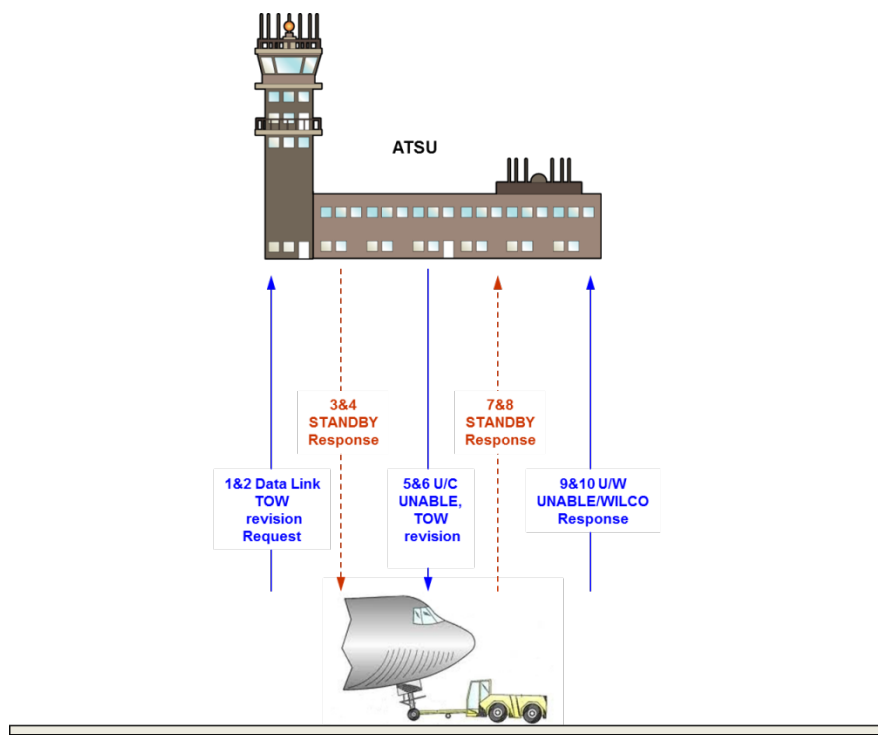 ATSU
3&4
STANDBY
Response
7&8
STANDBY
Response
1&2 Data Link
TOW
revision
Request
5&6 U/C
UNABLE,
TOW
revision
9&10 U/W
UNABLE/WILCO
Response